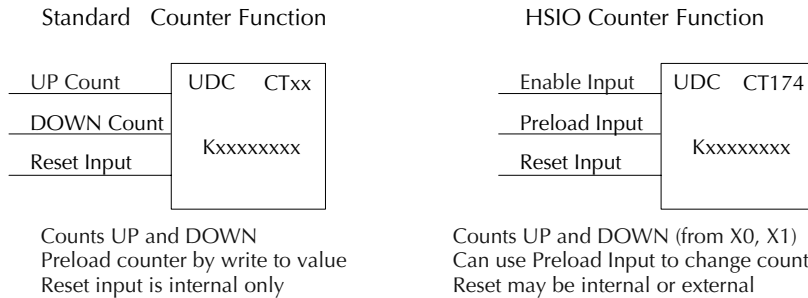 Standard Counter Function
UP Count
UDC CTxx
DOWN Count
Kxxxxxxxx
Reset Input
Counts UP and DOWN
Preload counter by write to value
Reset input is internal only
HSIO Counter Function
Enable Input
UDC CT174
Preload Input
Kxxxxxxxx
Reset Input
Counts UP and DOWN (from X0, X1)
Can use Preload Input to change count
Reset may be internal or external